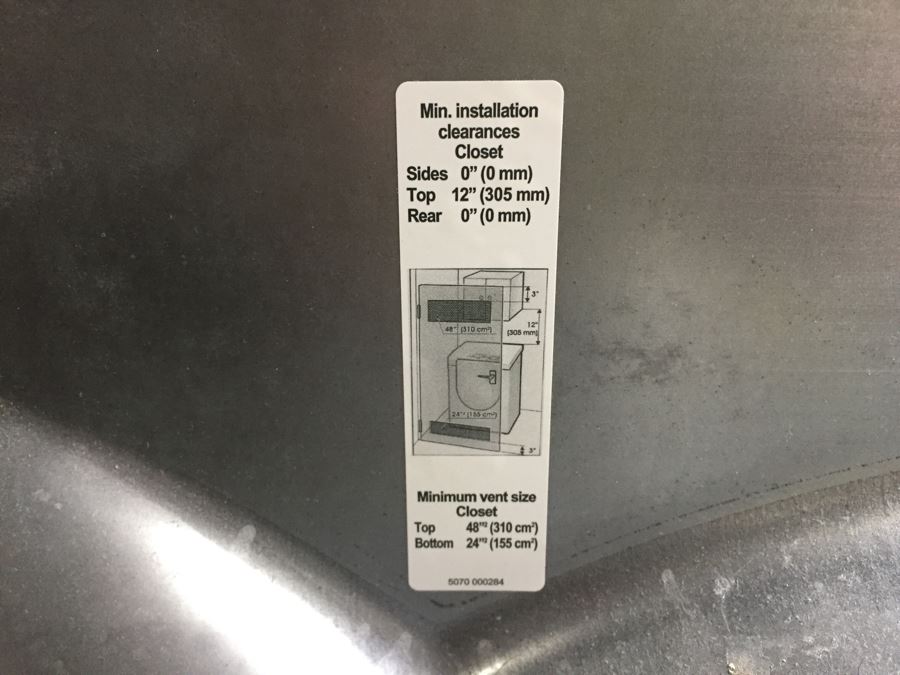 Min. installation
clearances
Closet
Sides 0” (0 mm)
Top 12” (305 mm)
Rear 0” (0 mm)
3"
48" (310 cm²)
12"
(305 mm)
24"² (155 cm²)
3"
Minimum vent size
Closet
Top 48"² (310 cm²)
Bottom 24"² (155 cm²)
5070 000284